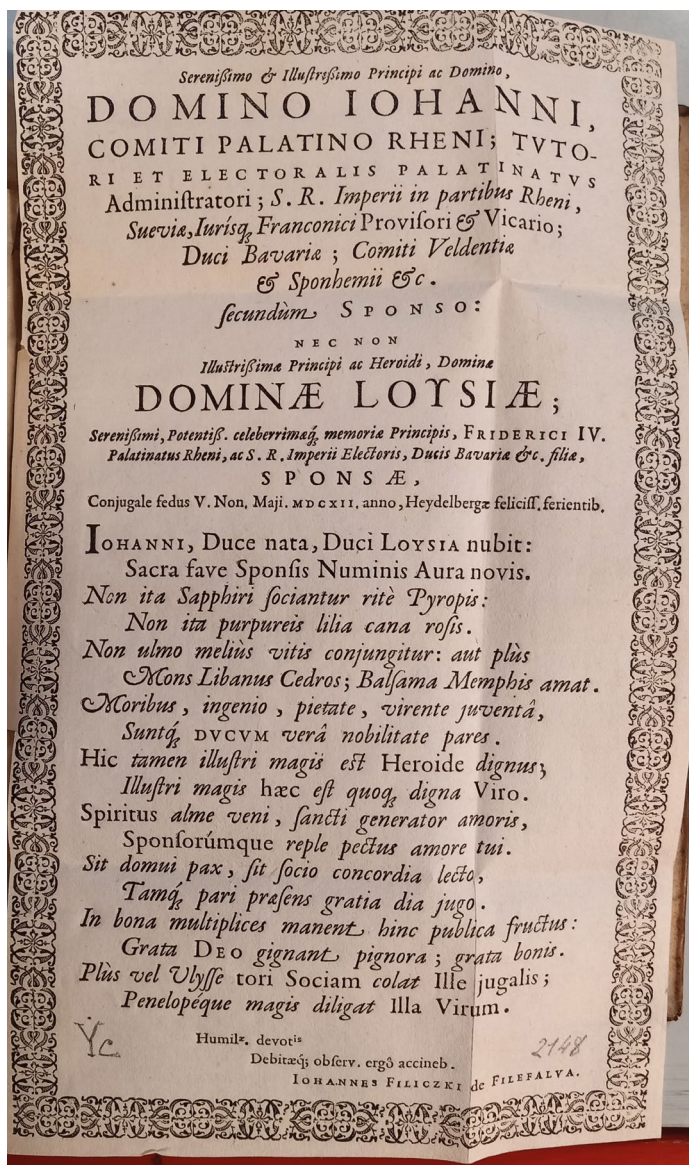 Sereniſſimo & Illuſtriſſimo Principi ac Domino,
DOMINO IOHANNI,
COMITI PALATINO RHENI; TVTO-
RI ET ELECTORALIS PALATINATVS
Adminiſtratori; S. R. Imperii in partibus Rheni,
Sueviæ, Iurísq; Franconici Proviſori & Vicario;
Duci Bavariæ; Comiti Veldentiæ
& Sponhemii &c.
ſecundùm SPONSO:
NEC NON
Illuſtriſſimæ Principi ac Heroidi, Dominæ
DOMINÆ LOYSIÆ;
Sereniſſimi, Potentiſſ. celeberrimæq́; memoriæ Principis, FRIDERICI IV.
Palatinatus Rheni, ac S. R. Imperii Electoris, Ducis Bavariæ &c. filiæ,
SPONSÆ,
Conjugale fedus V. Non. Maji. MDCXII. anno, Heydelbergæ feliciſſ. ferientib.
IOHANNI, Duce nata, Duci LOYSIA nubit:
Sacra fave Sponſis Numinis Aura novis.
Non ita Sapphiri ſociantur ritè Pyropis:
Non ita purpureis lilia cana roſis.
Non ulmo meliùs vitis conjungitur: aut plùs
Mons Libanus Cedros; Balſama Memphis amat.
Moribus, ingenio, pietate, virente juventâ,
Suntq́; DVCVM verâ nobilitate pares.
Hic tamen illuſtri magis eſt Heroide dignus;
Illuſtri magis hæc eſt quoq; digna Viro.
Spiritus alme veni, ſancti generator amoris,
Sponſorúmque reple pectus amore tui.
Sit domui pax, ſit ſocio concordia lecto,
Tamq́; pari præſens gratia dia jugo.
In bona multiplices manent hinc publica fructus:
Grata DEO gignant pignora; grata bonis.
Plùs vel Ulyſſe tori Sociam colat Ille jugalis;
Penelopéque magis diligat Illa Virum.
Humilæ. devotis
Debitæq́; obſerv. ergô accineb.
IOHANNES FILICZKI de FILEFALVA.
Yc 2148